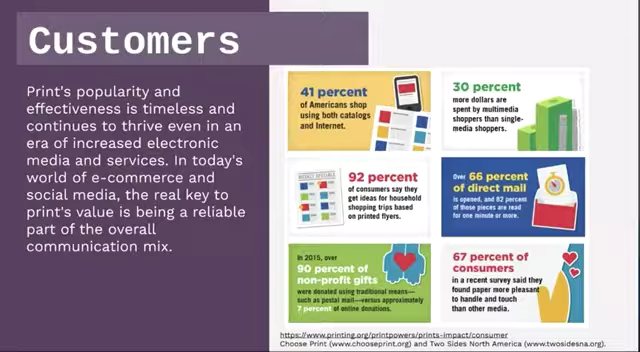 Customers
Print's popularity and
effectiveness is timeless and
continues to thrive even in an
era of increased electronic
media and services. In today's
world of e-commerce and
social media, the real key to
print's value is being a reliable
part of the overall
communication mix.
41 percent
of Americans shop
using both catalogs
and Internet.
30 percent
more dollars are
spent by multimedia
shoppers than single-
media shoppers.
92 percent
of consumers say they
get ideas for household
shopping trips based
on printed flyers.
WEEKLY SPECIALS
Over 66 percent
of direct mail
is opened, and 82 percent
of those pieces are read
for one minute or more.
In 2015, over
90 percent of
non-profit gifts
were donated using traditional means—
such as postal mail—versus approximately
7 percent of online donations.
67 percent of
consumers
in a recent survey said they
found paper more pleasant
to handle and touch
than other media.
https://www.printing.org/printpowers/prints-impact/consumer
Choose Print (www.chooseprint.org) and Two Sides North America (www.twosidesna.org).